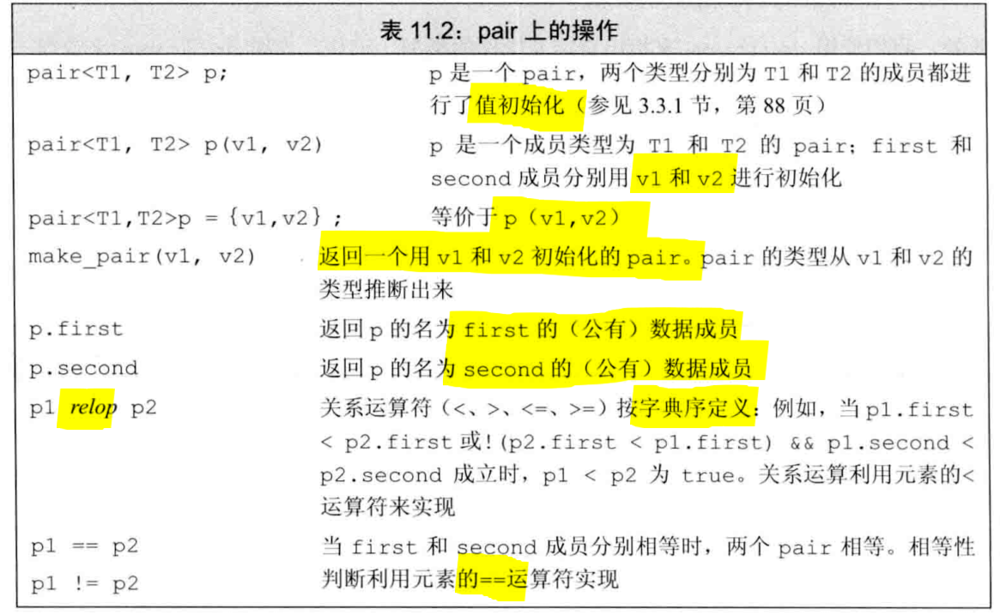 表 11.2：pair 上的操作
pair<T1, T2> p; p 是一个 pair，两个类型分别为 T1 和 T2 的成员都进
行了值初始化（参见 3.3.1 节，第 88 页）
pair<T1, T2> p(v1, v2) p 是一个成员类型为 T1 和 T2 的 pair；first 和
second 成员分别用 v1 和 v2 进行初始化
pair<T1,T2>p = {v1,v2} ; 等价于 p（v1,v2）
make_pair(v1, v2) 返回一个用 v1 和 v2 初始化的 pair。pair 的类型从 v1 和 v2 的
类型推断出来
p.first 返回 p 的名为 first 的（公有）数据成员
p.second 返回 p 的名为 second 的（公有）数据成员
p1 relop p2 关系运算符（<、>、<=、>=）按字典序定义：例如，当 p1.first
< p2.first 或!(p2.first < p1.first) && p1.second <
p2.second 成立时，p1 < p2 为 true。关系运算利用元素的<
运算符来实现
p1 == p2 当 first 和 second 成员分别相等时，两个 pair 相等。相等性
p1 != p2 判断利用元素的==运算符实现